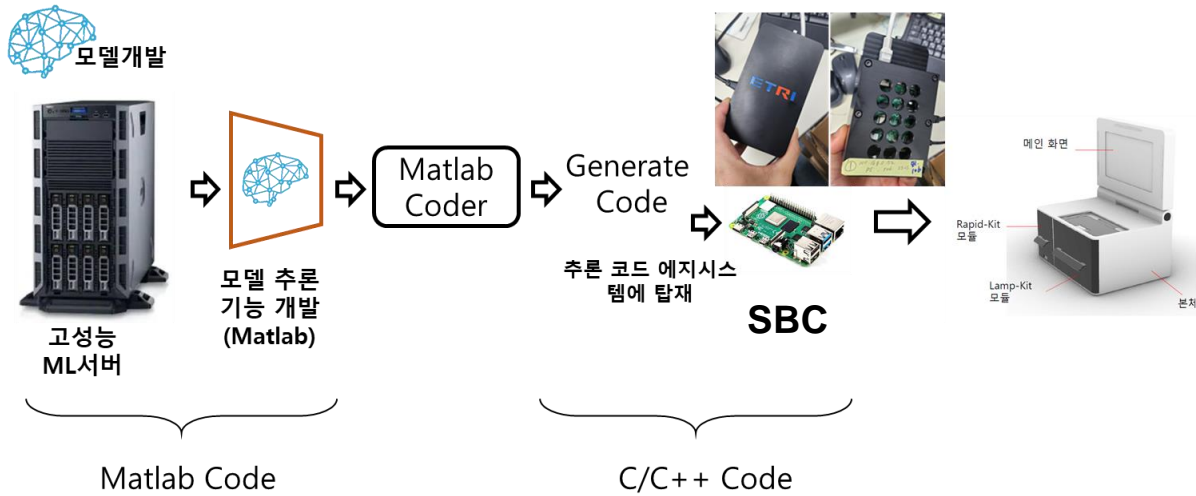 모델개발
고성능
ML서버
모델 추론
기능 개발
(Matlab)
Matlab
Coder
Generate
Code
추론 코드 에지시스
템에 탑재
ETRI
SBC
메인 화면
Rapid-Kit
모듈
Lamp-Kit
모듈
본체
Matlab Code
C/C++ Code